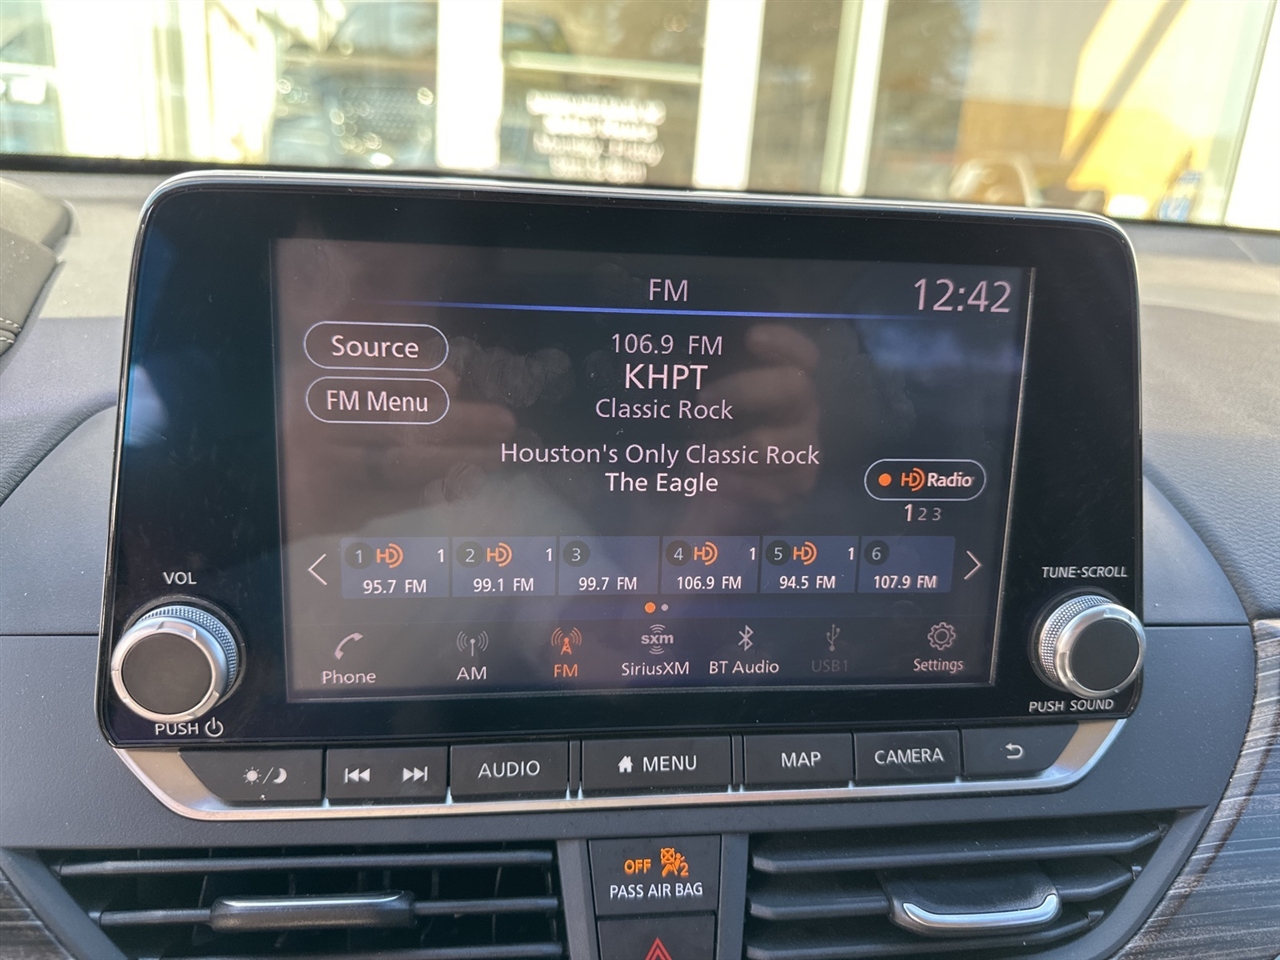 FM
12:42
Source
FM Menu
106.9 FM
KHPT
Classic Rock
Houston's Only Classic Rock
The Eagle
HD Radio
1 2 3
1 HD 1
95.7 FM
2 HD 1
99.1 FM
3
99.7 FM
4 HD 1
106.9 FM
5 HD 1
94.5 FM
6
107.9 FM
Phone
AM
FM
sxm
SiriusXM
BT Audio
USB1
Settings
VOL
PUSH
TUNE·SCROLL
PUSH SOUND
AUDIO
MENU
MAP
CAMERA
OFF 2
PASS AIR BAG